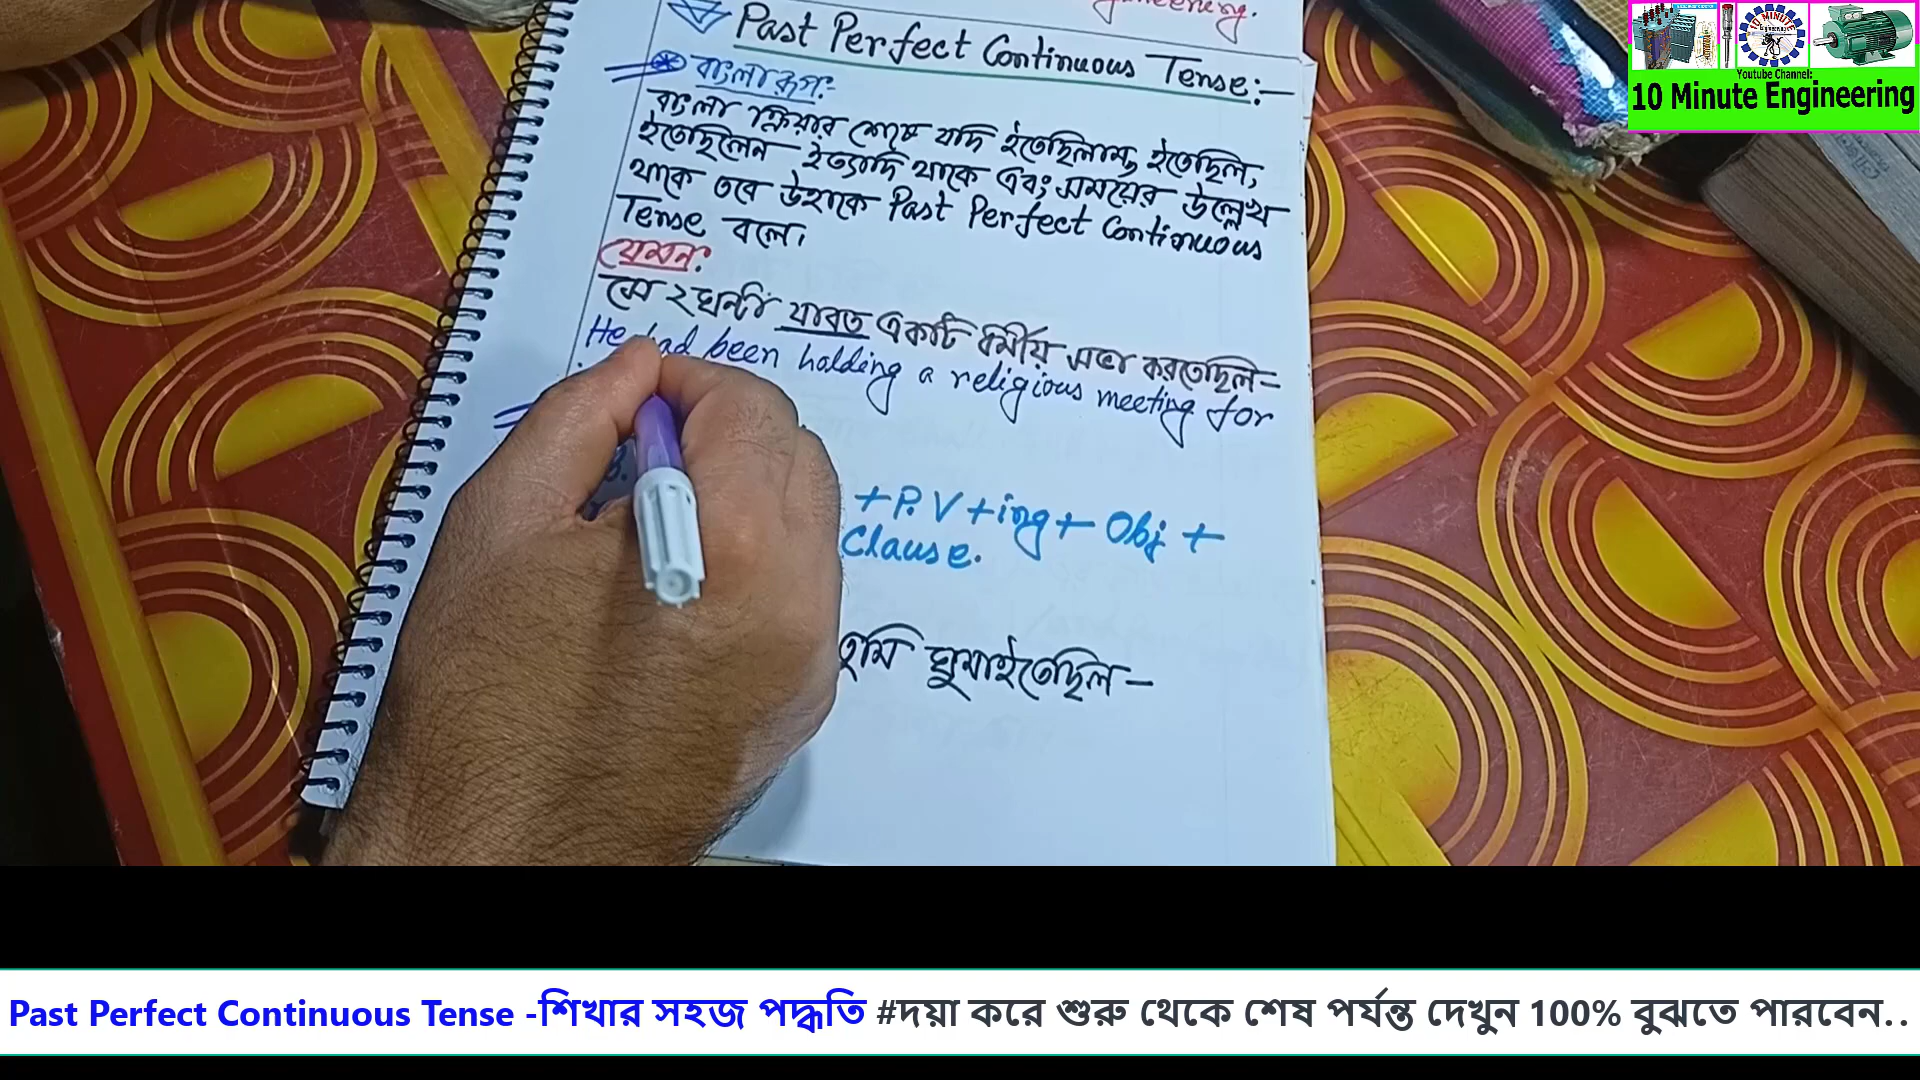 gineering.
Past Perfect Continuous Tense:-
বাংলা রূপ:-
বাংলা ক্রিয়ার শেষে যদি ইতেছিলাম, ইতেছিল,
ইতেছিলেন ইত্যাদি থাকে এবং সময়ের উল্লেখ
থাকে তবে উহাকে Past Perfect Continuous
Tense বলে।
যেমন:
সে ২ঘন্টা যাবত একটি ধর্মীয় সভা করতেছিল-
He had been holding a religious meeting for
+ P.V + ing + Obj +
Clause.
তুমি ঘুমাইতেছিল-
Youtube Channel:
10 Minute Engineering
Past Perfect Continuous Tense -শিখার সহজ পদ্ধতি #দয়া করে শুরু থেকে শেষ পর্যন্ত দেখুন 100% বুঝতে পারবেন..